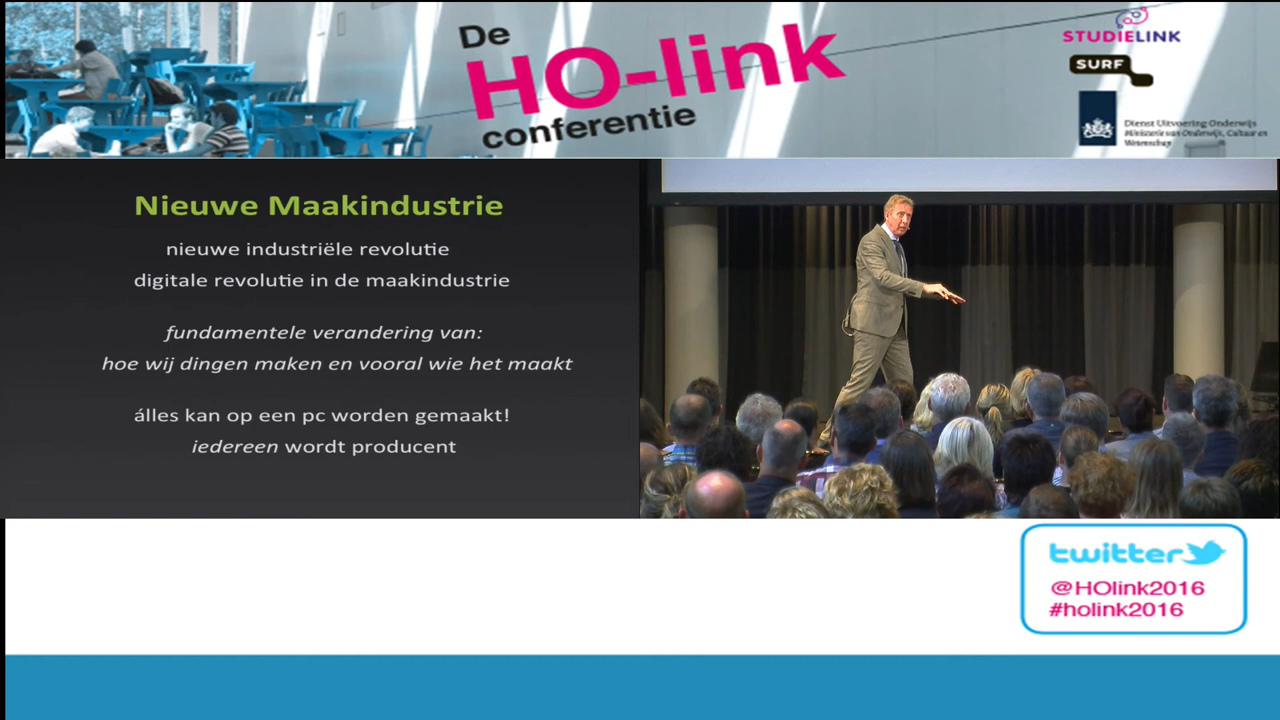 De
HO-link
conferentie
STUDIELINK
SURF
Dienst Uitvoering Onderwijs
Ministerie van Onderwijs, Cultuur en
Wetenschap
Nieuwe Maakindustrie
nieuwe industriële revolutie
digitale revolutie in de maakindustrie
fundamentele verandering van:
hoe wij dingen maken en vooral wie het maakt
álles kan op een pc worden gemaakt!
iedereen wordt producent
twitter
@HOlink2016
#holink2016